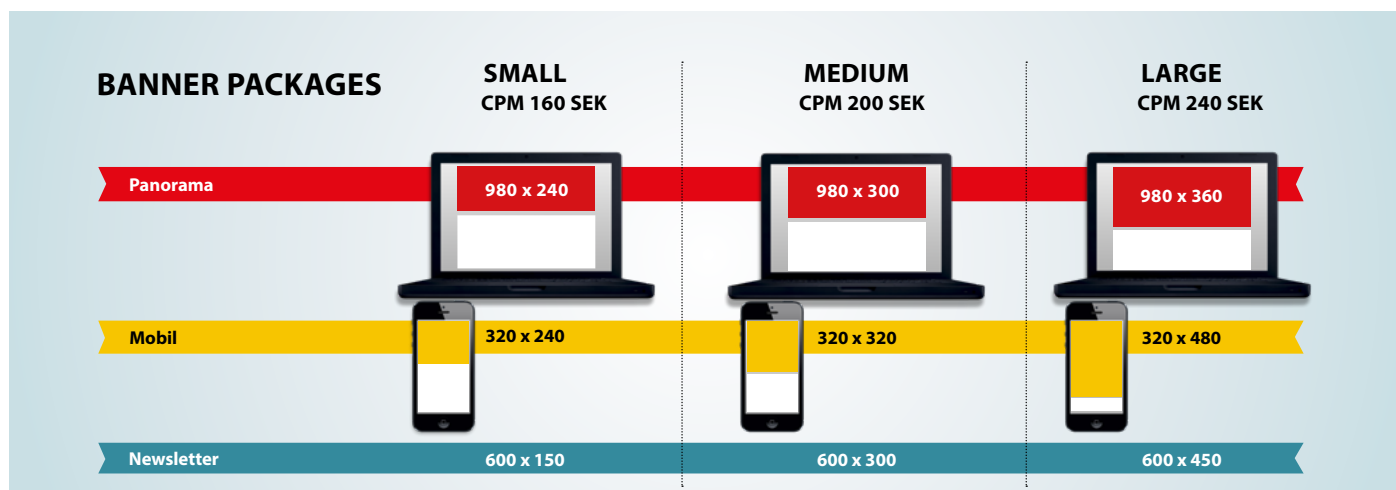 BANNER PACKAGES
SMALL
CPM 160 SEK
MEDIUM
CPM 200 SEK
LARGE
CPM 240 SEK
Panorama
980 x 240
980 x 300
980 x 360
Mobil
320 x 240
320 x 320
320 x 480
Newsletter
600 x 150
600 x 300
600 x 450